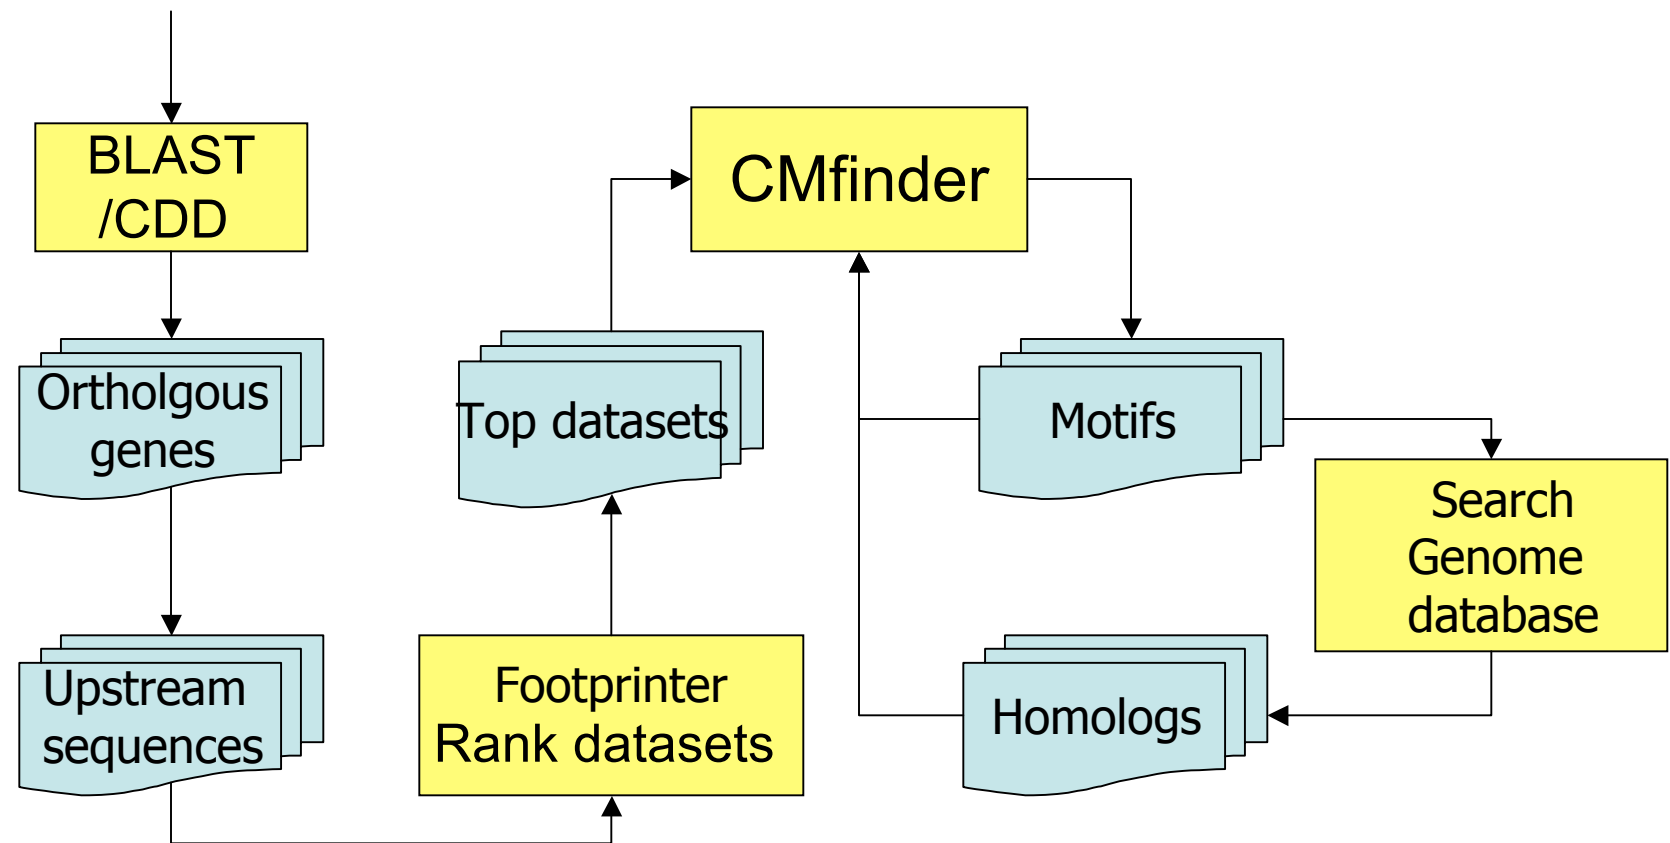 BLAST
/CDD
Ortholgous
genes
Upstream
sequences
Footprinter
Rank datasets
Top datasets
CMfinder
Motifs
Search
Genome
database
Homologs